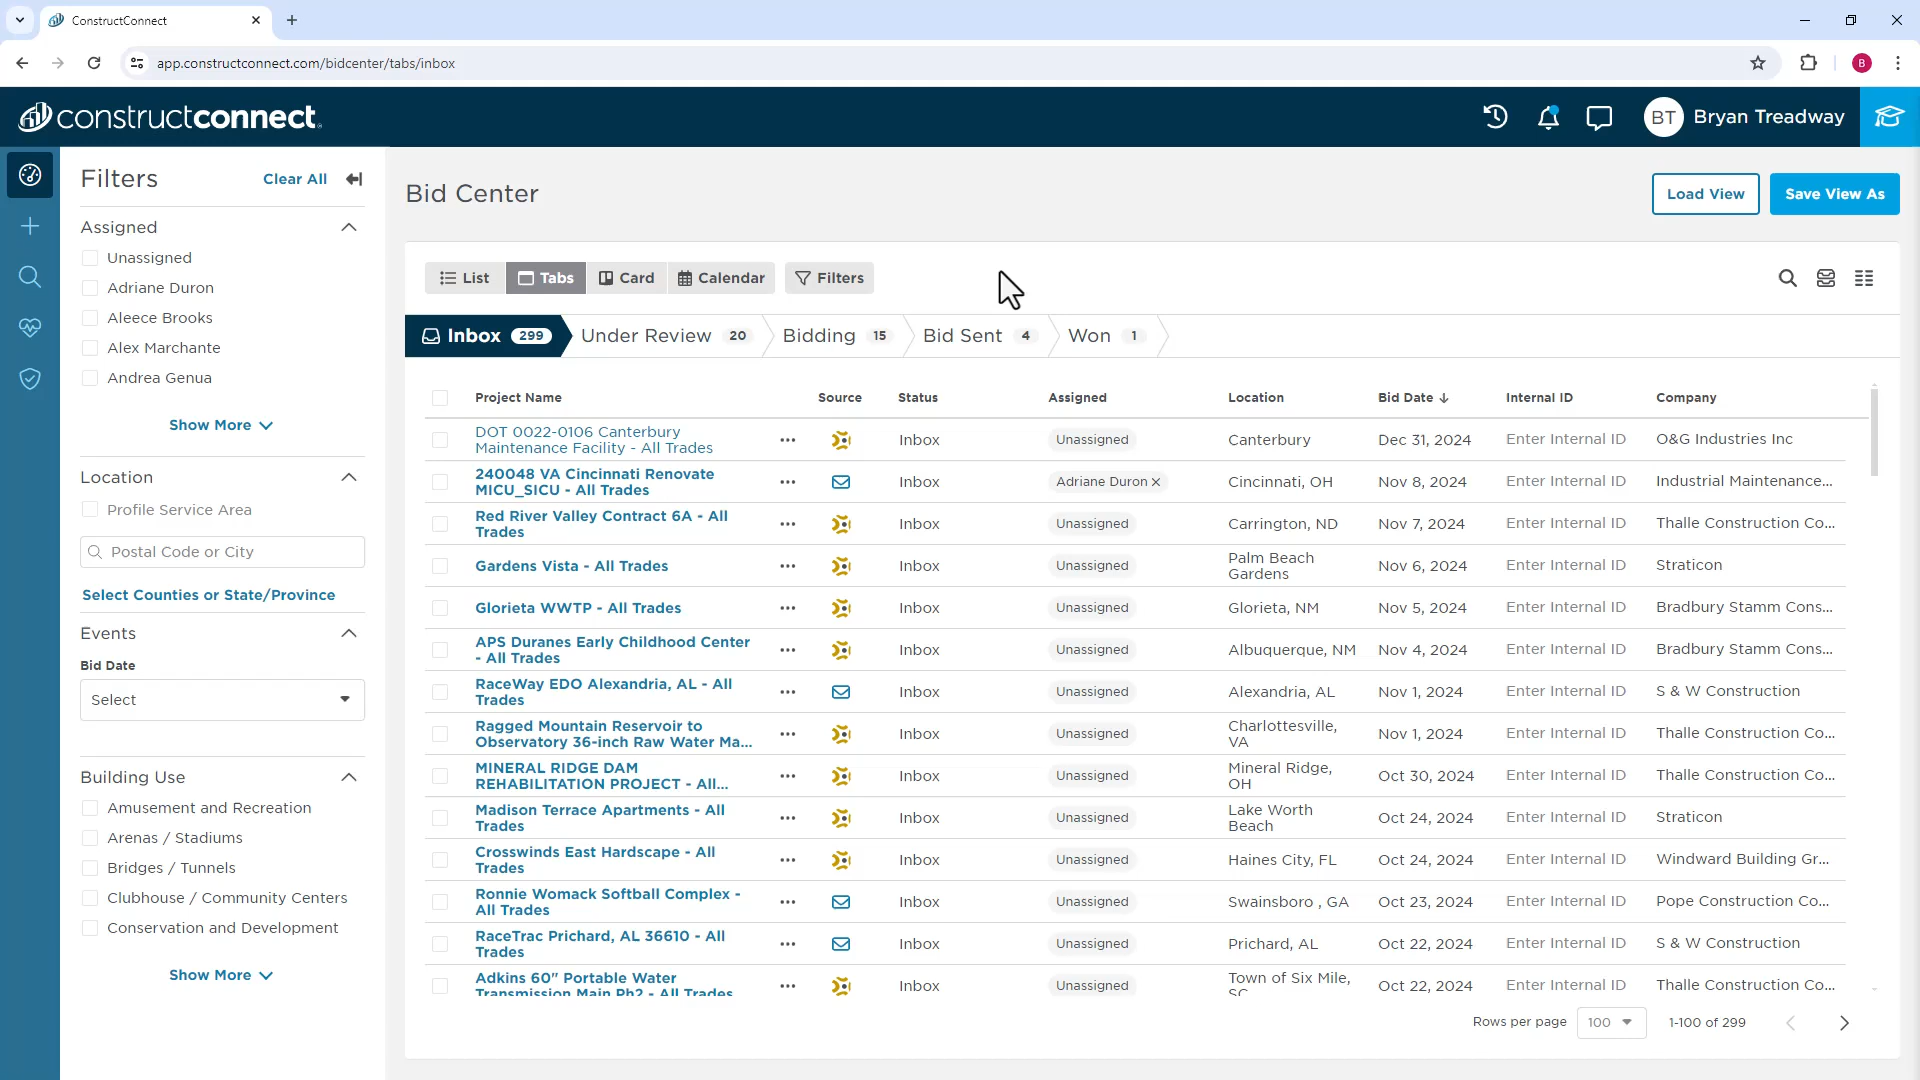 ConstructConnect
app.constructconnect.com/bidcenter/tabs/inbox
B
constructconnect.
BT Bryan Treadway
Filters Clear All
Assigned
Unassigned
Adriane Duron
Aleece Brooks
Alex Marchante
Andrea Genua
Show More
Location
Profile Service Area
Postal Code or City
Select Counties or State/Province
Events
Bid Date
Select
Building Use
Amusement and Recreation
Arenas / Stadiums
Bridges / Tunnels
Clubhouse / Community Centers
Conservation and Development
Show More
Bid Center
Load View Save View As
List Tabs Card Calendar Filters
Inbox 299 Under Review 20 Bidding 15 Bid Sent 4 Won 1
Project Name Source Status Assigned Location Bid Date Internal ID Company
DOT 0022-0106 Canterbury
Maintenance Facility - All Trades ••• Inbox Unassigned Canterbury Dec 31, 2024 Enter Internal ID O&G Industries Inc
240048 VA Cincinnati Renovate
MICU_SICU - All Trades ••• Inbox Adriane Duron × Cincinnati, OH Nov 8, 2024 Enter Internal ID Industrial Maintenance...
Red River Valley Contract 6A - All
Trades ••• Inbox Unassigned Carrington, ND Nov 7, 2024 Enter Internal ID Thalle Construction Co...
Gardens Vista - All Trades ••• Inbox Unassigned Palm Beach
Gardens Nov 6, 2024 Enter Internal ID Straticon
Glorieta WWTP - All Trades ••• Inbox Unassigned Glorieta, NM Nov 5, 2024 Enter Internal ID Bradbury Stamm Cons...
APS Duranes Early Childhood Center
- All Trades ••• Inbox Unassigned Albuquerque, NM Nov 4, 2024 Enter Internal ID Bradbury Stamm Cons...
RaceWay EDO Alexandria, AL - All
Trades ••• Inbox Unassigned Alexandria, AL Nov 1, 2024 Enter Internal ID S & W Construction
Ragged Mountain Reservoir to
Observatory 36-inch Raw Water Ma... ••• Inbox Unassigned Charlottesville,
VA Nov 1, 2024 Enter Internal ID Thalle Construction Co...
MINERAL RIDGE DAM
REHABILITATION PROJECT - All... ••• Inbox Unassigned Mineral Ridge,
OH Oct 30, 2024 Enter Internal ID Thalle Construction Co...
Madison Terrace Apartments - All
Trades ••• Inbox Unassigned Lake Worth
Beach Oct 24, 2024 Enter Internal ID Straticon
Crosswinds East Hardscape - All
Trades ••• Inbox Unassigned Haines City, FL Oct 24, 2024 Enter Internal ID Windward Building Gr...
Ronnie Womack Softball Complex -
All Trades ••• Inbox Unassigned Swainsboro , GA Oct 23, 2024 Enter Internal ID Pope Construction Co...
RaceTrac Prichard, AL 36610 - All
Trades ••• Inbox Unassigned Prichard, AL Oct 22, 2024 Enter Internal ID S & W Construction
Adkins 60" Portable Water
Transmission Main Ph2 - All Trades ••• Inbox Unassigned Town of Six Mile,
SC Oct 22, 2024 Enter Internal ID Thalle Construction Co...
Rows per page 100 1-100 of 299